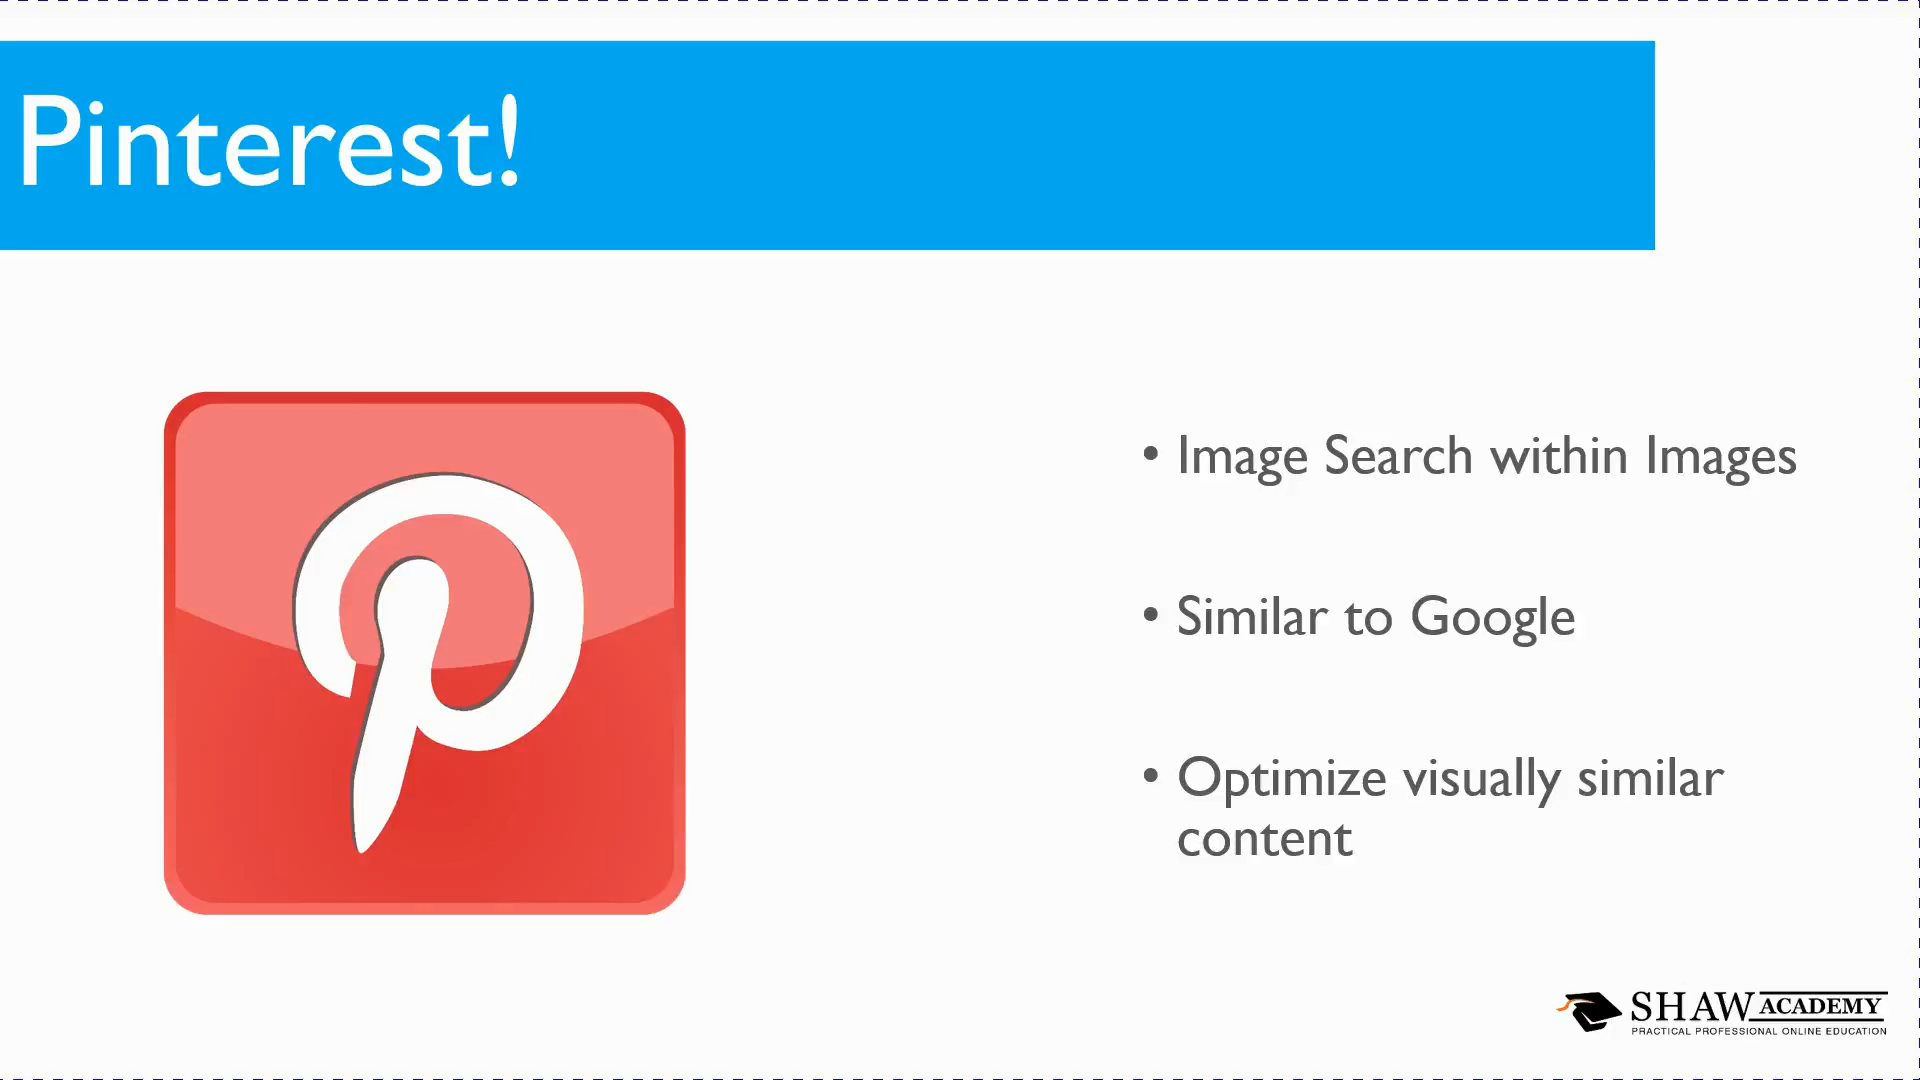 Pinterest!
• Image Search within Images
• Similar to Google
• Optimize visually similar
content
SHAW ACADEMY
PRACTICAL PROFESSIONAL ONLINE EDUCATION